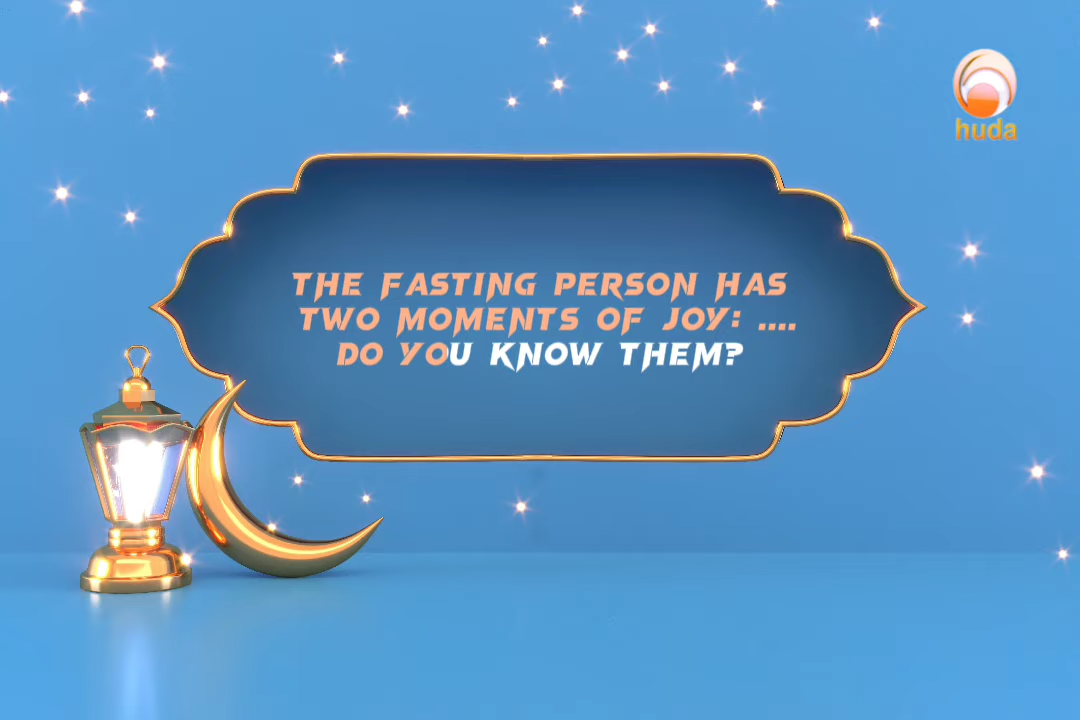 huda
THE FASTING PERSON HAS
TWO MOMENTS OF JOY: ....
DO YOU KNOW THEM?